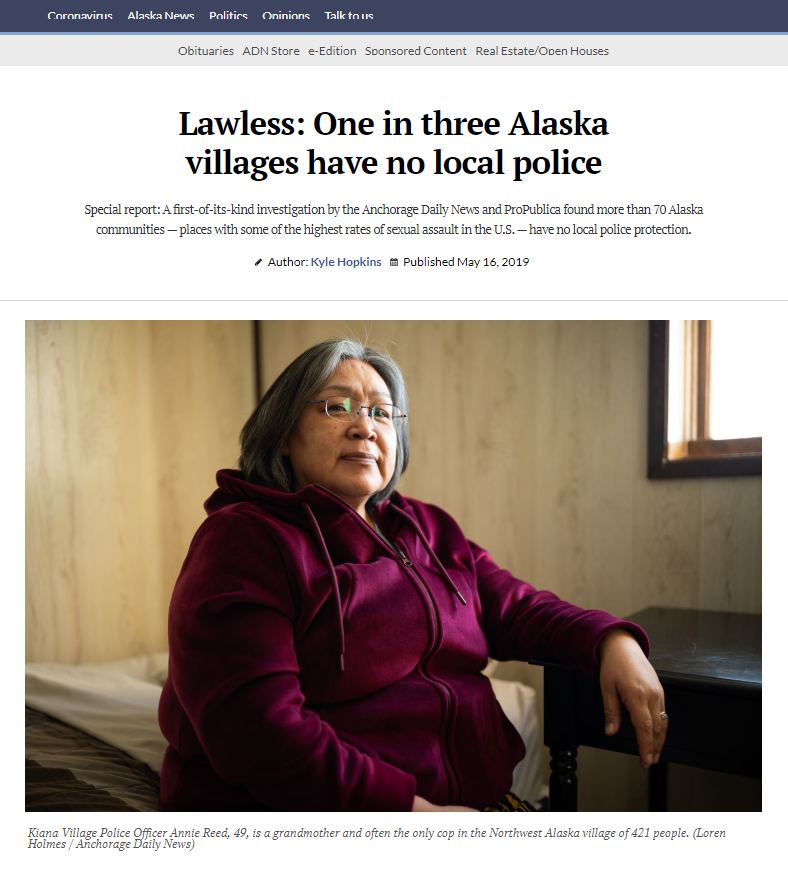 Coronavirus Alaska News Politics Opinions Talk to us
Obituaries ADN Store e-Edition Sponsored Content Real Estate/Open Houses
Lawless: One in three Alaska
villages have no local police
Special report: A first-of-its-kind investigation by the Anchorage Daily News and ProPublica found more than 70 Alaska
communities — places with some of the highest rates of sexual assault in the U.S. — have no local police protection.
Author: Kyle Hopkins Published May 16, 2019
Kiana Village Police Officer Annie Reed, 49, is a grandmother and often the only cop in the Northwest Alaska village of 421 people. (Loren
Holmes / Anchorage Daily News)